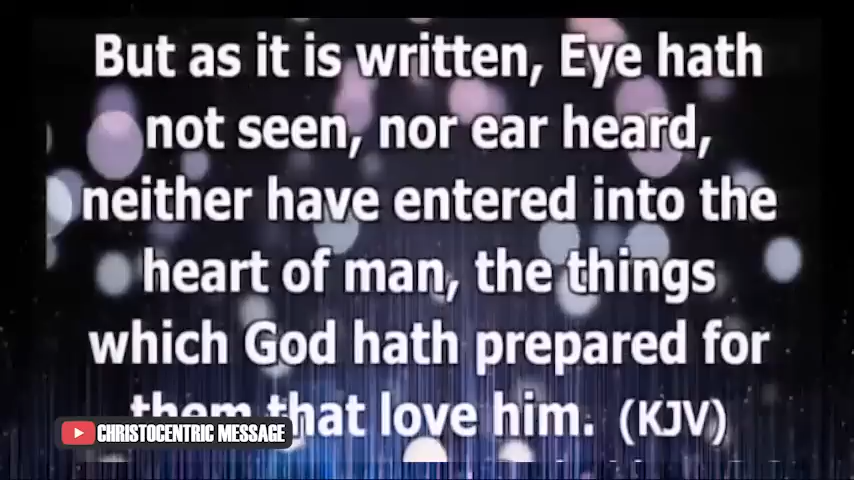 But as it is written, Eye hath
not seen, nor ear heard,
neither have entered into the
heart of man, the things
which God hath prepared for
them that love him. (KJV)
CHRISTOCENTRIC MESSAGE